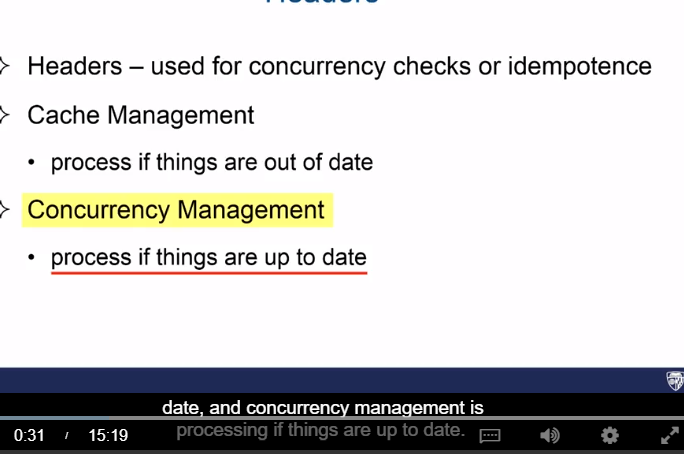 Headers
Headers – used for concurrency checks or idempotence
Cache Management
• process if things are out of date
Concurrency Management
• process if things are up to date
date, and concurrency management is
processing if things are up to date.
0:31 / 15:19